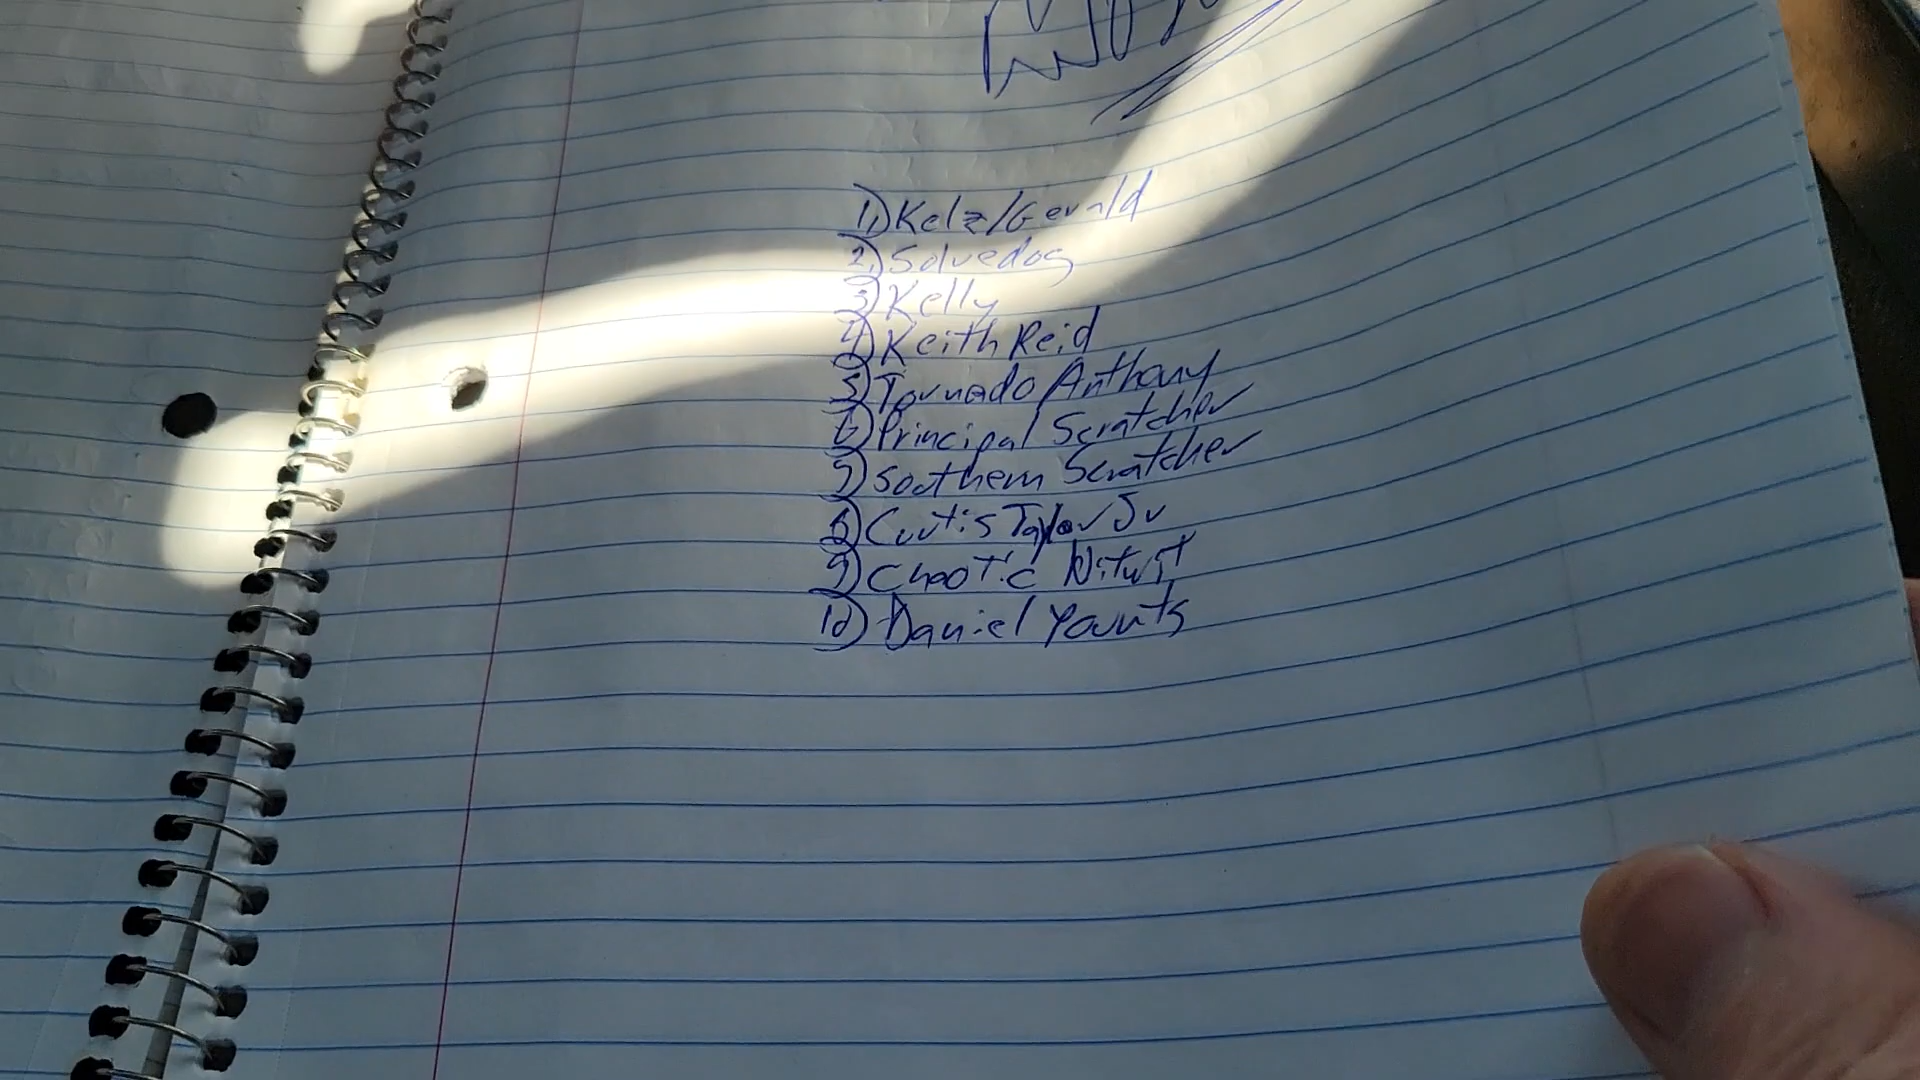 1.) Kelz/Gerald
2.) Solvedog
3) Kelly
4) Keith Reid
5) Tornado Anthony
6) Principal Scratcher
7) Southern Scratcher
8) Curtis Taylor Jr
9) Chaotic Nitwit
10) Daniel Younts